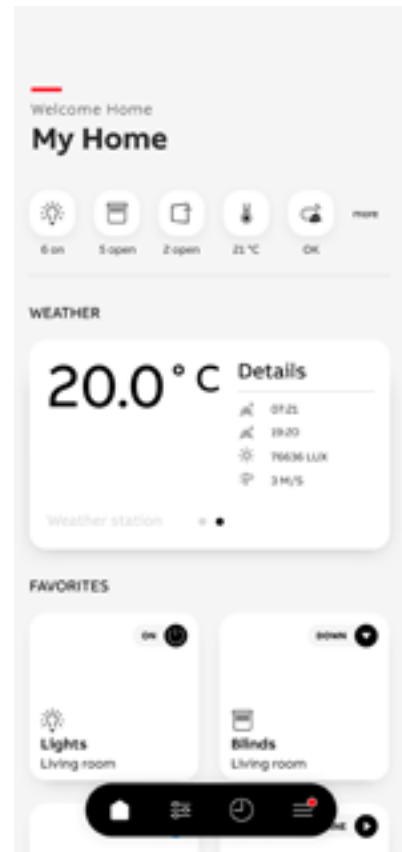 Welcome Home
My Home
6 on
5 open
2 open
21 °C
OK
more
WEATHER
20.0 ° C
Details
07:21
19:20
76636 LUX
3 M/S
Weather station
FAVORITES
ON
DOWN
Lights
Living room
Blinds
Living room